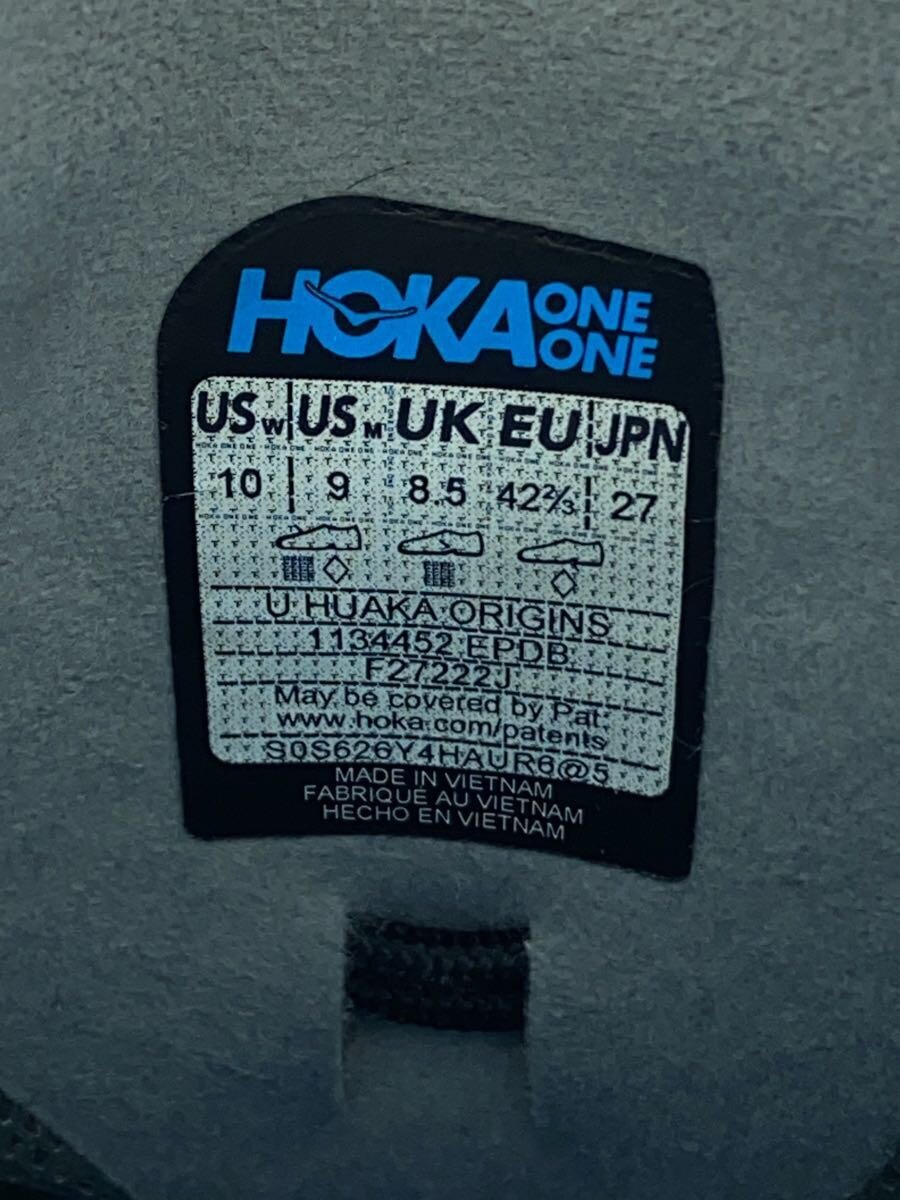 HOKA ONE ONE
USw USM UK EU JPN
10 9 8.5 42⅔ 27
U HUAKA ORIGINS
1134452 EPDB
F27222J
May be covered by Pat:
www.hoka.com/patents
S0S626Y4HAUR6@5
MADE IN VIETNAM
FABRIQUÉ AU VIETNAM
HECHO EN VIETNAM